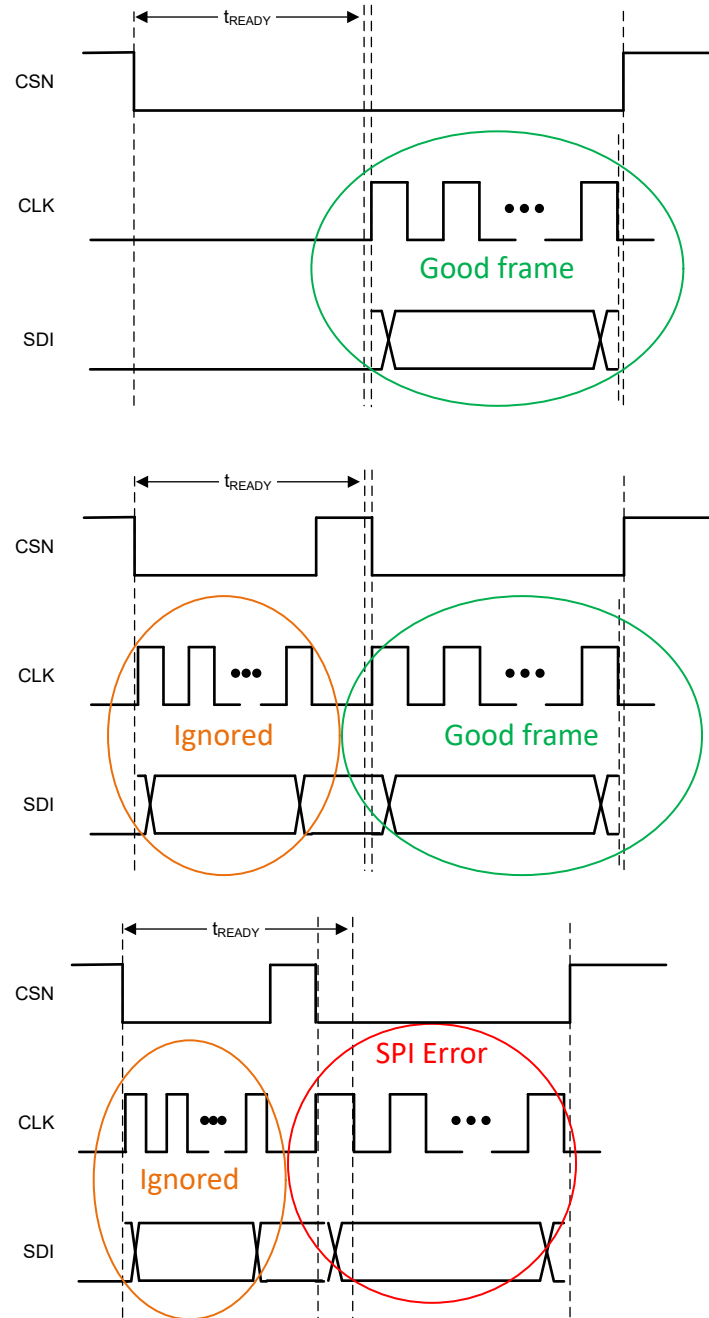 tREADY
CSN
CLK
Good frame
SDI
tREADY
CSN
CLK
Ignored Good frame
SDI
tREADY
CSN
SPI Error
CLK
Ignored
SDI